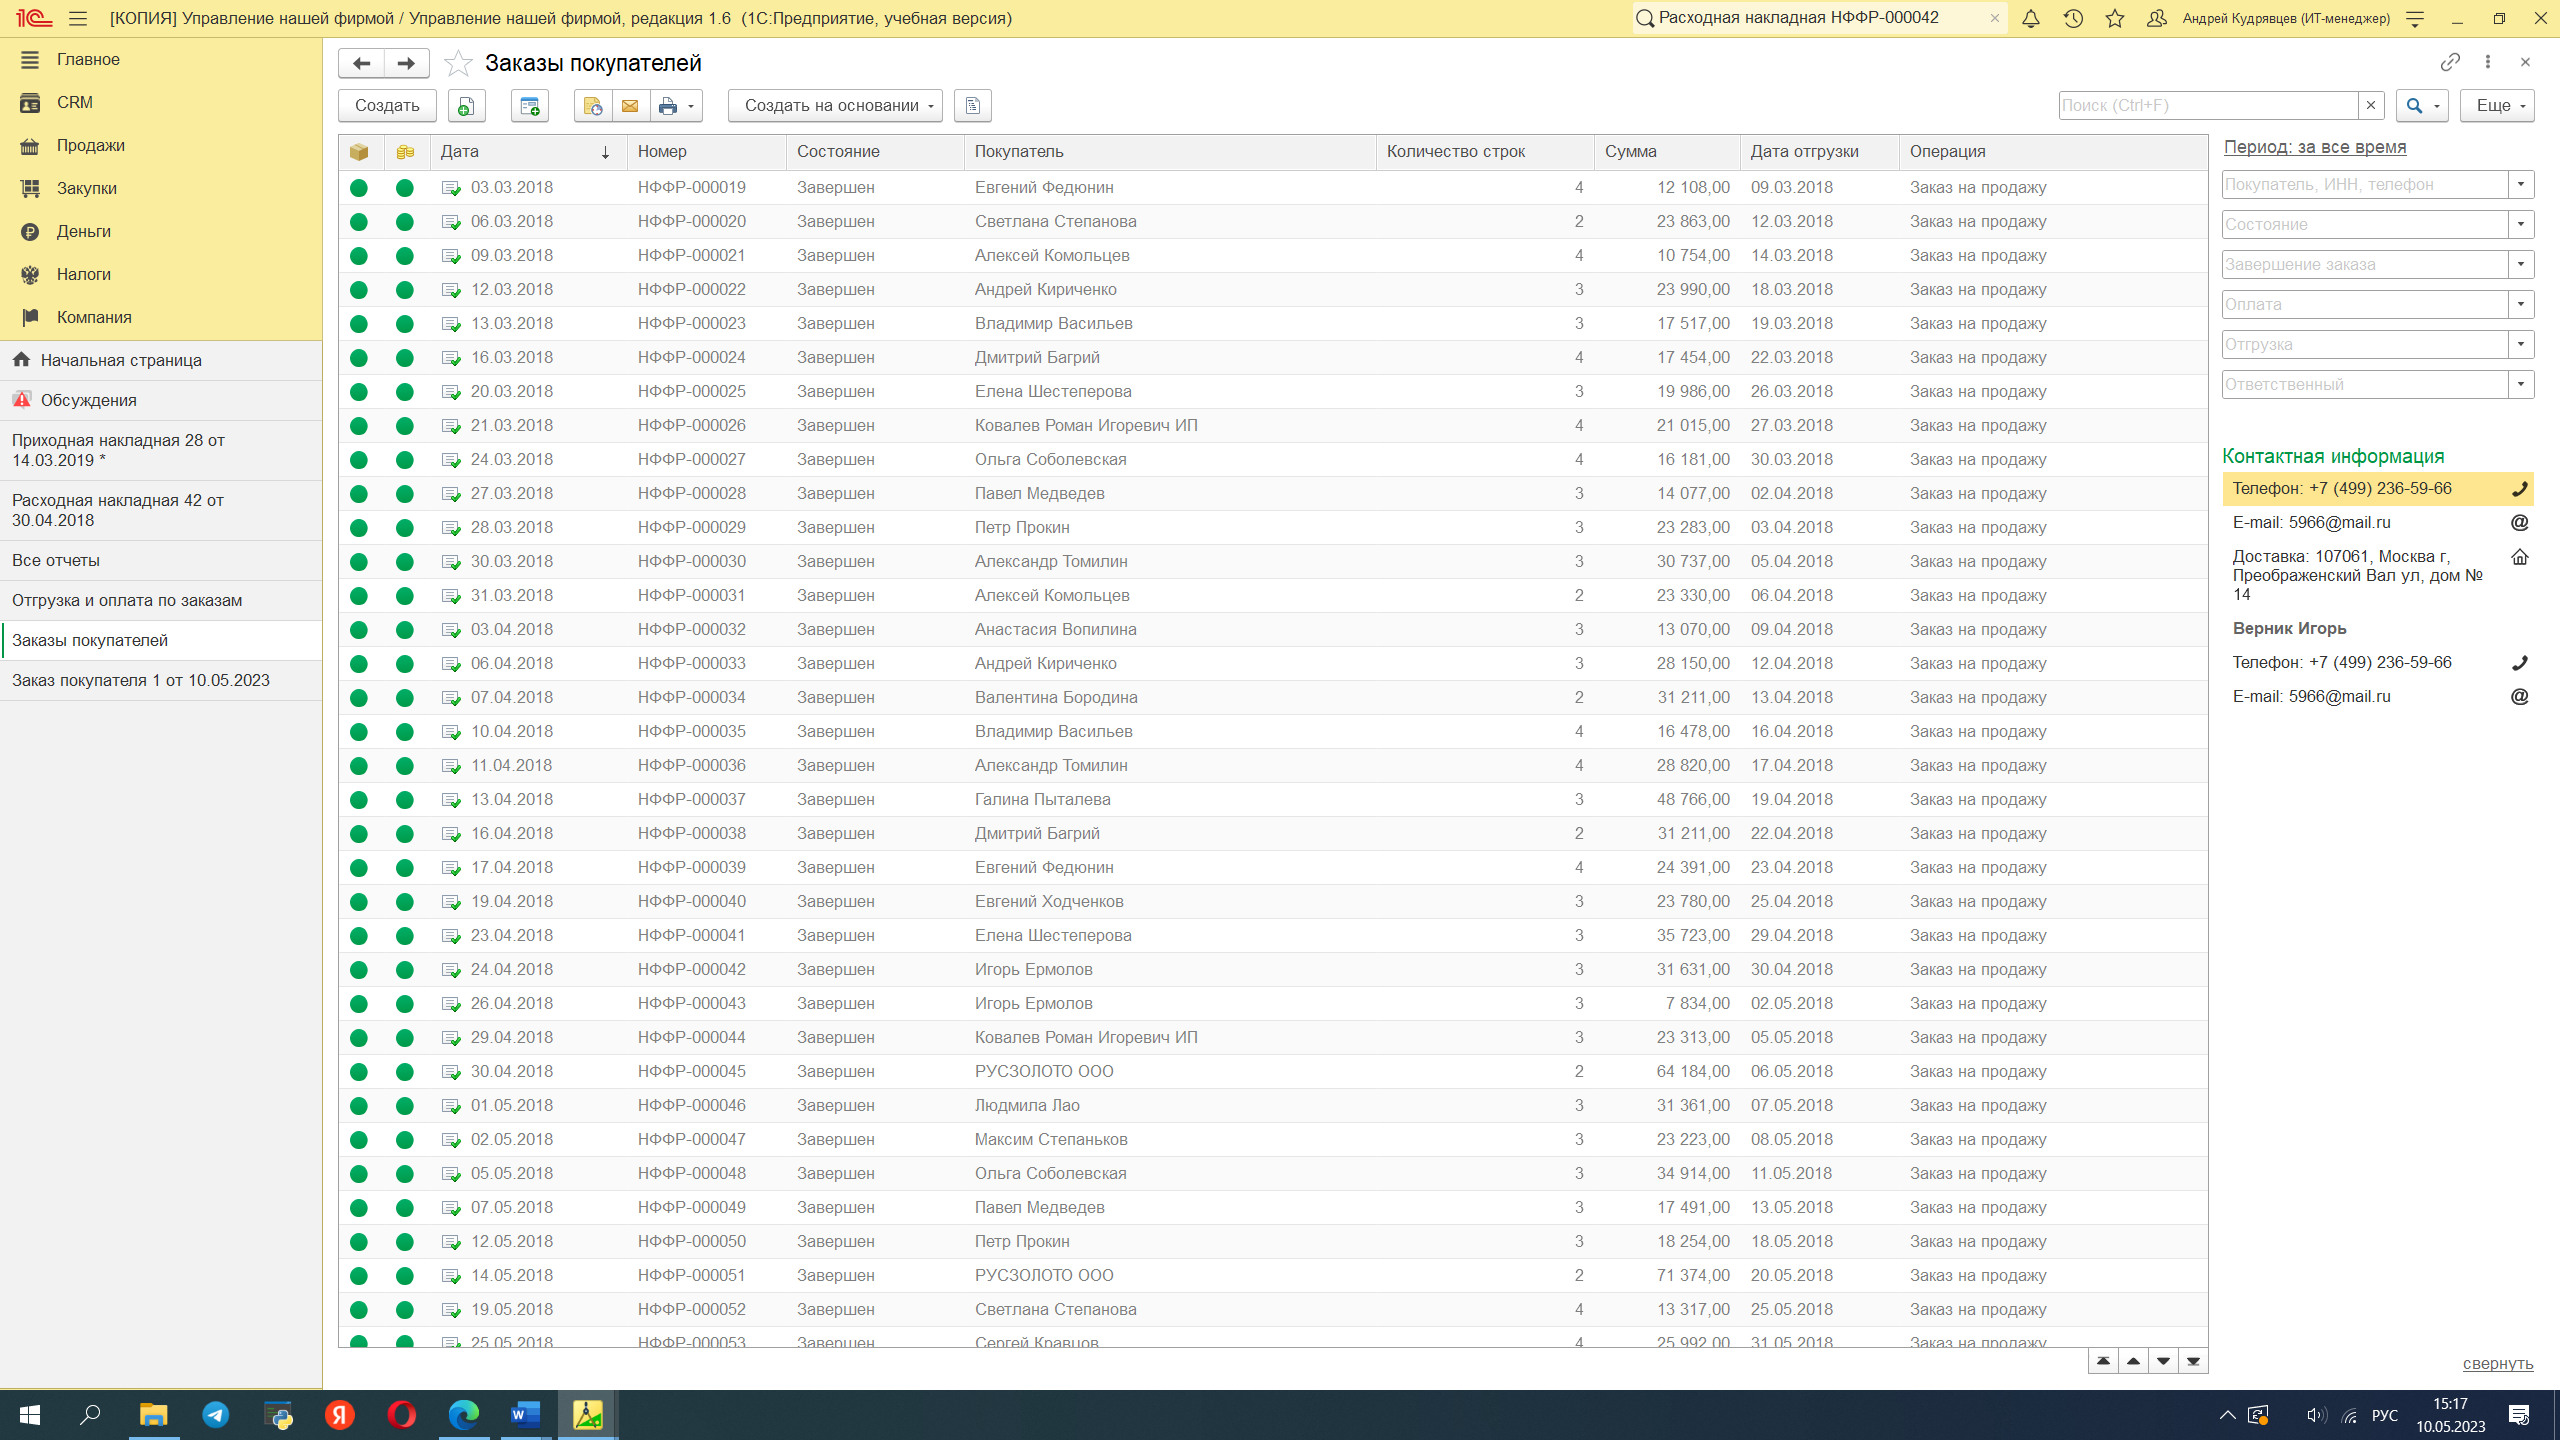 [КОПИЯ] Управление нашей фирмой / Управление нашей фирмой, редакция 1.6 (1С:Предприятие, учебная версия)
Расходная накладная НФФР-000042
Андрей Кудрявцев (ИТ-менеджер)
Главное
CRM
Продажи
Закупки
Деньги
Налоги
Компания
Начальная страница
Обсуждения
Приходная накладная 28 от
14.03.2019 *
Расходная накладная 42 от
30.04.2018
Все отчеты
Отгрузка и оплата по заказам
Заказы покупателей
Заказ покупателя 1 от 10.05.2023
Заказы покупателей
Создать
Создать на основании
Поиск (Ctrl+F)
Еще
Дата ↓ Номер Состояние Покупатель Количество строк Сумма Дата отгрузки Операция
03.03.2018 НФФР-000019 Завершен Евгений Федюнин 4 12 108,00 09.03.2018 Заказ на продажу
06.03.2018 НФФР-000020 Завершен Светлана Степанова 2 23 863,00 12.03.2018 Заказ на продажу
09.03.2018 НФФР-000021 Завершен Алексей Комольцев 4 10 754,00 14.03.2018 Заказ на продажу
12.03.2018 НФФР-000022 Завершен Андрей Кириченко 3 23 990,00 18.03.2018 Заказ на продажу
13.03.2018 НФФР-000023 Завершен Владимир Васильев 3 17 517,00 19.03.2018 Заказ на продажу
16.03.2018 НФФР-000024 Завершен Дмитрий Багрий 4 17 454,00 22.03.2018 Заказ на продажу
20.03.2018 НФФР-000025 Завершен Елена Шестеперова 3 19 986,00 26.03.2018 Заказ на продажу
21.03.2018 НФФР-000026 Завершен Ковалев Роман Игоревич ИП 4 21 015,00 27.03.2018 Заказ на продажу
24.03.2018 НФФР-000027 Завершен Ольга Соболевская 4 16 181,00 30.03.2018 Заказ на продажу
27.03.2018 НФФР-000028 Завершен Павел Медведев 3 14 077,00 02.04.2018 Заказ на продажу
28.03.2018 НФФР-000029 Завершен Петр Прокин 3 23 283,00 03.04.2018 Заказ на продажу
30.03.2018 НФФР-000030 Завершен Александр Томилин 3 30 737,00 05.04.2018 Заказ на продажу
31.03.2018 НФФР-000031 Завершен Алексей Комольцев 2 23 330,00 06.04.2018 Заказ на продажу
03.04.2018 НФФР-000032 Завершен Анастасия Вопилина 3 13 070,00 09.04.2018 Заказ на продажу
06.04.2018 НФФР-000033 Завершен Андрей Кириченко 3 28 150,00 12.04.2018 Заказ на продажу
07.04.2018 НФФР-000034 Завершен Валентина Бородина 2 31 211,00 13.04.2018 Заказ на продажу
10.04.2018 НФФР-000035 Завершен Владимир Васильев 4 16 478,00 16.04.2018 Заказ на продажу
11.04.2018 НФФР-000036 Завершен Александр Томилин 4 28 820,00 17.04.2018 Заказ на продажу
13.04.2018 НФФР-000037 Завершен Галина Пыталева 3 48 766,00 19.04.2018 Заказ на продажу
16.04.2018 НФФР-000038 Завершен Дмитрий Багрий 2 31 211,00 22.04.2018 Заказ на продажу
17.04.2018 НФФР-000039 Завершен Евгений Федюнин 4 24 391,00 23.04.2018 Заказ на продажу
19.04.2018 НФФР-000040 Завершен Евгений Ходченков 3 23 780,00 25.04.2018 Заказ на продажу
23.04.2018 НФФР-000041 Завершен Елена Шестеперова 3 35 723,00 29.04.2018 Заказ на продажу
24.04.2018 НФФР-000042 Завершен Игорь Ермолов 3 31 631,00 30.04.2018 Заказ на продажу
26.04.2018 НФФР-000043 Завершен Игорь Ермолов 3 7 834,00 02.05.2018 Заказ на продажу
29.04.2018 НФФР-000044 Завершен Ковалев Роман Игоревич ИП 3 23 313,00 05.05.2018 Заказ на продажу
30.04.2018 НФФР-000045 Завершен РУСЗОЛОТО ООО 2 64 184,00 06.05.2018 Заказ на продажу
01.05.2018 НФФР-000046 Завершен Людмила Лао 3 31 361,00 07.05.2018 Заказ на продажу
02.05.2018 НФФР-000047 Завершен Максим Степаньков 3 23 223,00 08.05.2018 Заказ на продажу
05.05.2018 НФФР-000048 Завершен Ольга Соболевская 3 34 914,00 11.05.2018 Заказ на продажу
07.05.2018 НФФР-000049 Завершен Павел Медведев 3 17 491,00 13.05.2018 Заказ на продажу
12.05.2018 НФФР-000050 Завершен Петр Прокин 3 18 254,00 18.05.2018 Заказ на продажу
14.05.2018 НФФР-000051 Завершен РУСЗОЛОТО ООО 2 71 374,00 20.05.2018 Заказ на продажу
19.05.2018 НФФР-000052 Завершен Светлана Степанова 4 13 317,00 25.05.2018 Заказ на продажу
25.05.2018 НФФР-000053 Завершен Сергей Кравцов 4 25 992,00 31.05.2018 Заказ на продажу
Период: за все время
Покупатель, ИНН, телефон
Состояние
Завершение заказа
Оплата
Отгрузка
Ответственный
Контактная информация
Телефон: +7 (499) 236-59-66
E-mail: 5966@mail.ru
Доставка: 107061, Москва г,
Преображенский Вал ул, дом №
14
Верник Игорь
Телефон: +7 (499) 236-59-66
E-mail: 5966@mail.ru
свернуть
РУС
15:17
10.05.2023